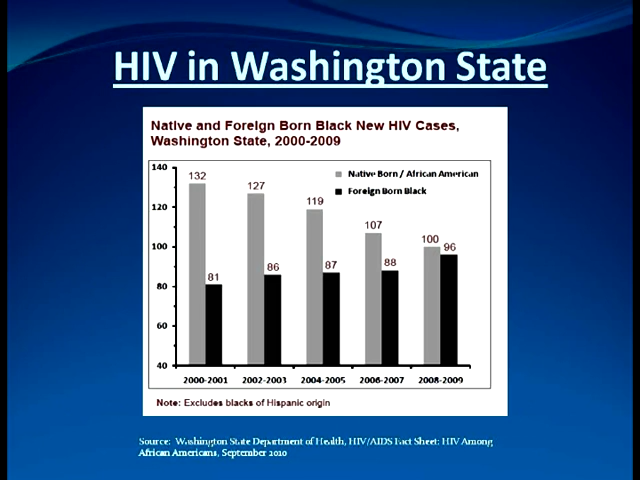 HIV in Washington State
Native and Foreign Born Black New HIV Cases,
Washington State, 2000-2009
140
120
100
80
60
40
Native Born / African American
Foreign Born Black
132
81
127
86
119
87
107
88
100
96
2000-2001 2002-2003 2004-2005 2006-2007 2008-2009
Note: Excludes blacks of Hispanic origin
Source: Washington State Department of Health, HIV/AIDS Fact Sheet: HIV Among
African Americans, September 2010